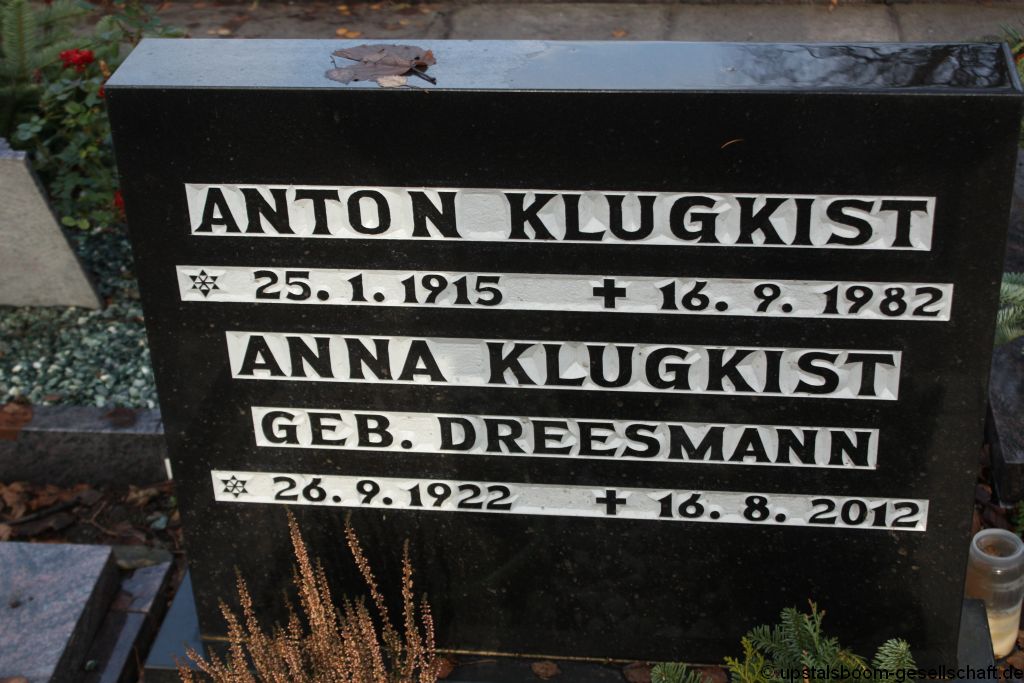 ANTON KLUGKIST
* 25. 1. 1915 + 16. 9. 1982
ANNA KLUGKIST
GEB. DREESMANN
* 26. 9. 1922 + 16. 8. 2012
©upstalsboom-gesellschaft.de